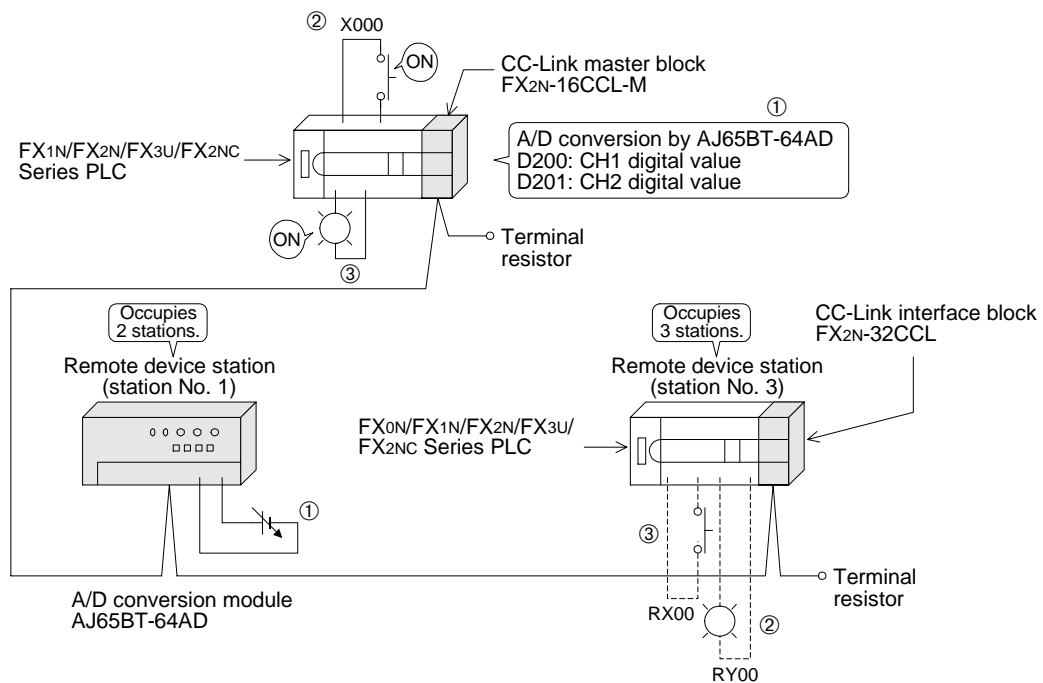 ② X000
ON
CC-Link master block
FX2N-16CCL-M
①
A/D conversion by AJ65BT-64AD
D200: CH1 digital value
D201: CH2 digital value
FX1N/FX2N/FX3U/FX2NC
Series PLC
ON
③
Terminal
resistor
Occupies
2 stations.
Remote device station
(station No. 1)
Occupies
3 stations.
Remote device station
(station No. 3)
CC-Link interface block
FX2N-32CCL
FX0N/FX1N/FX2N/FX3U/
FX2NC Series PLC
①
③
A/D conversion module
AJ65BT-64AD
RX00
②
RY00
Terminal
resistor